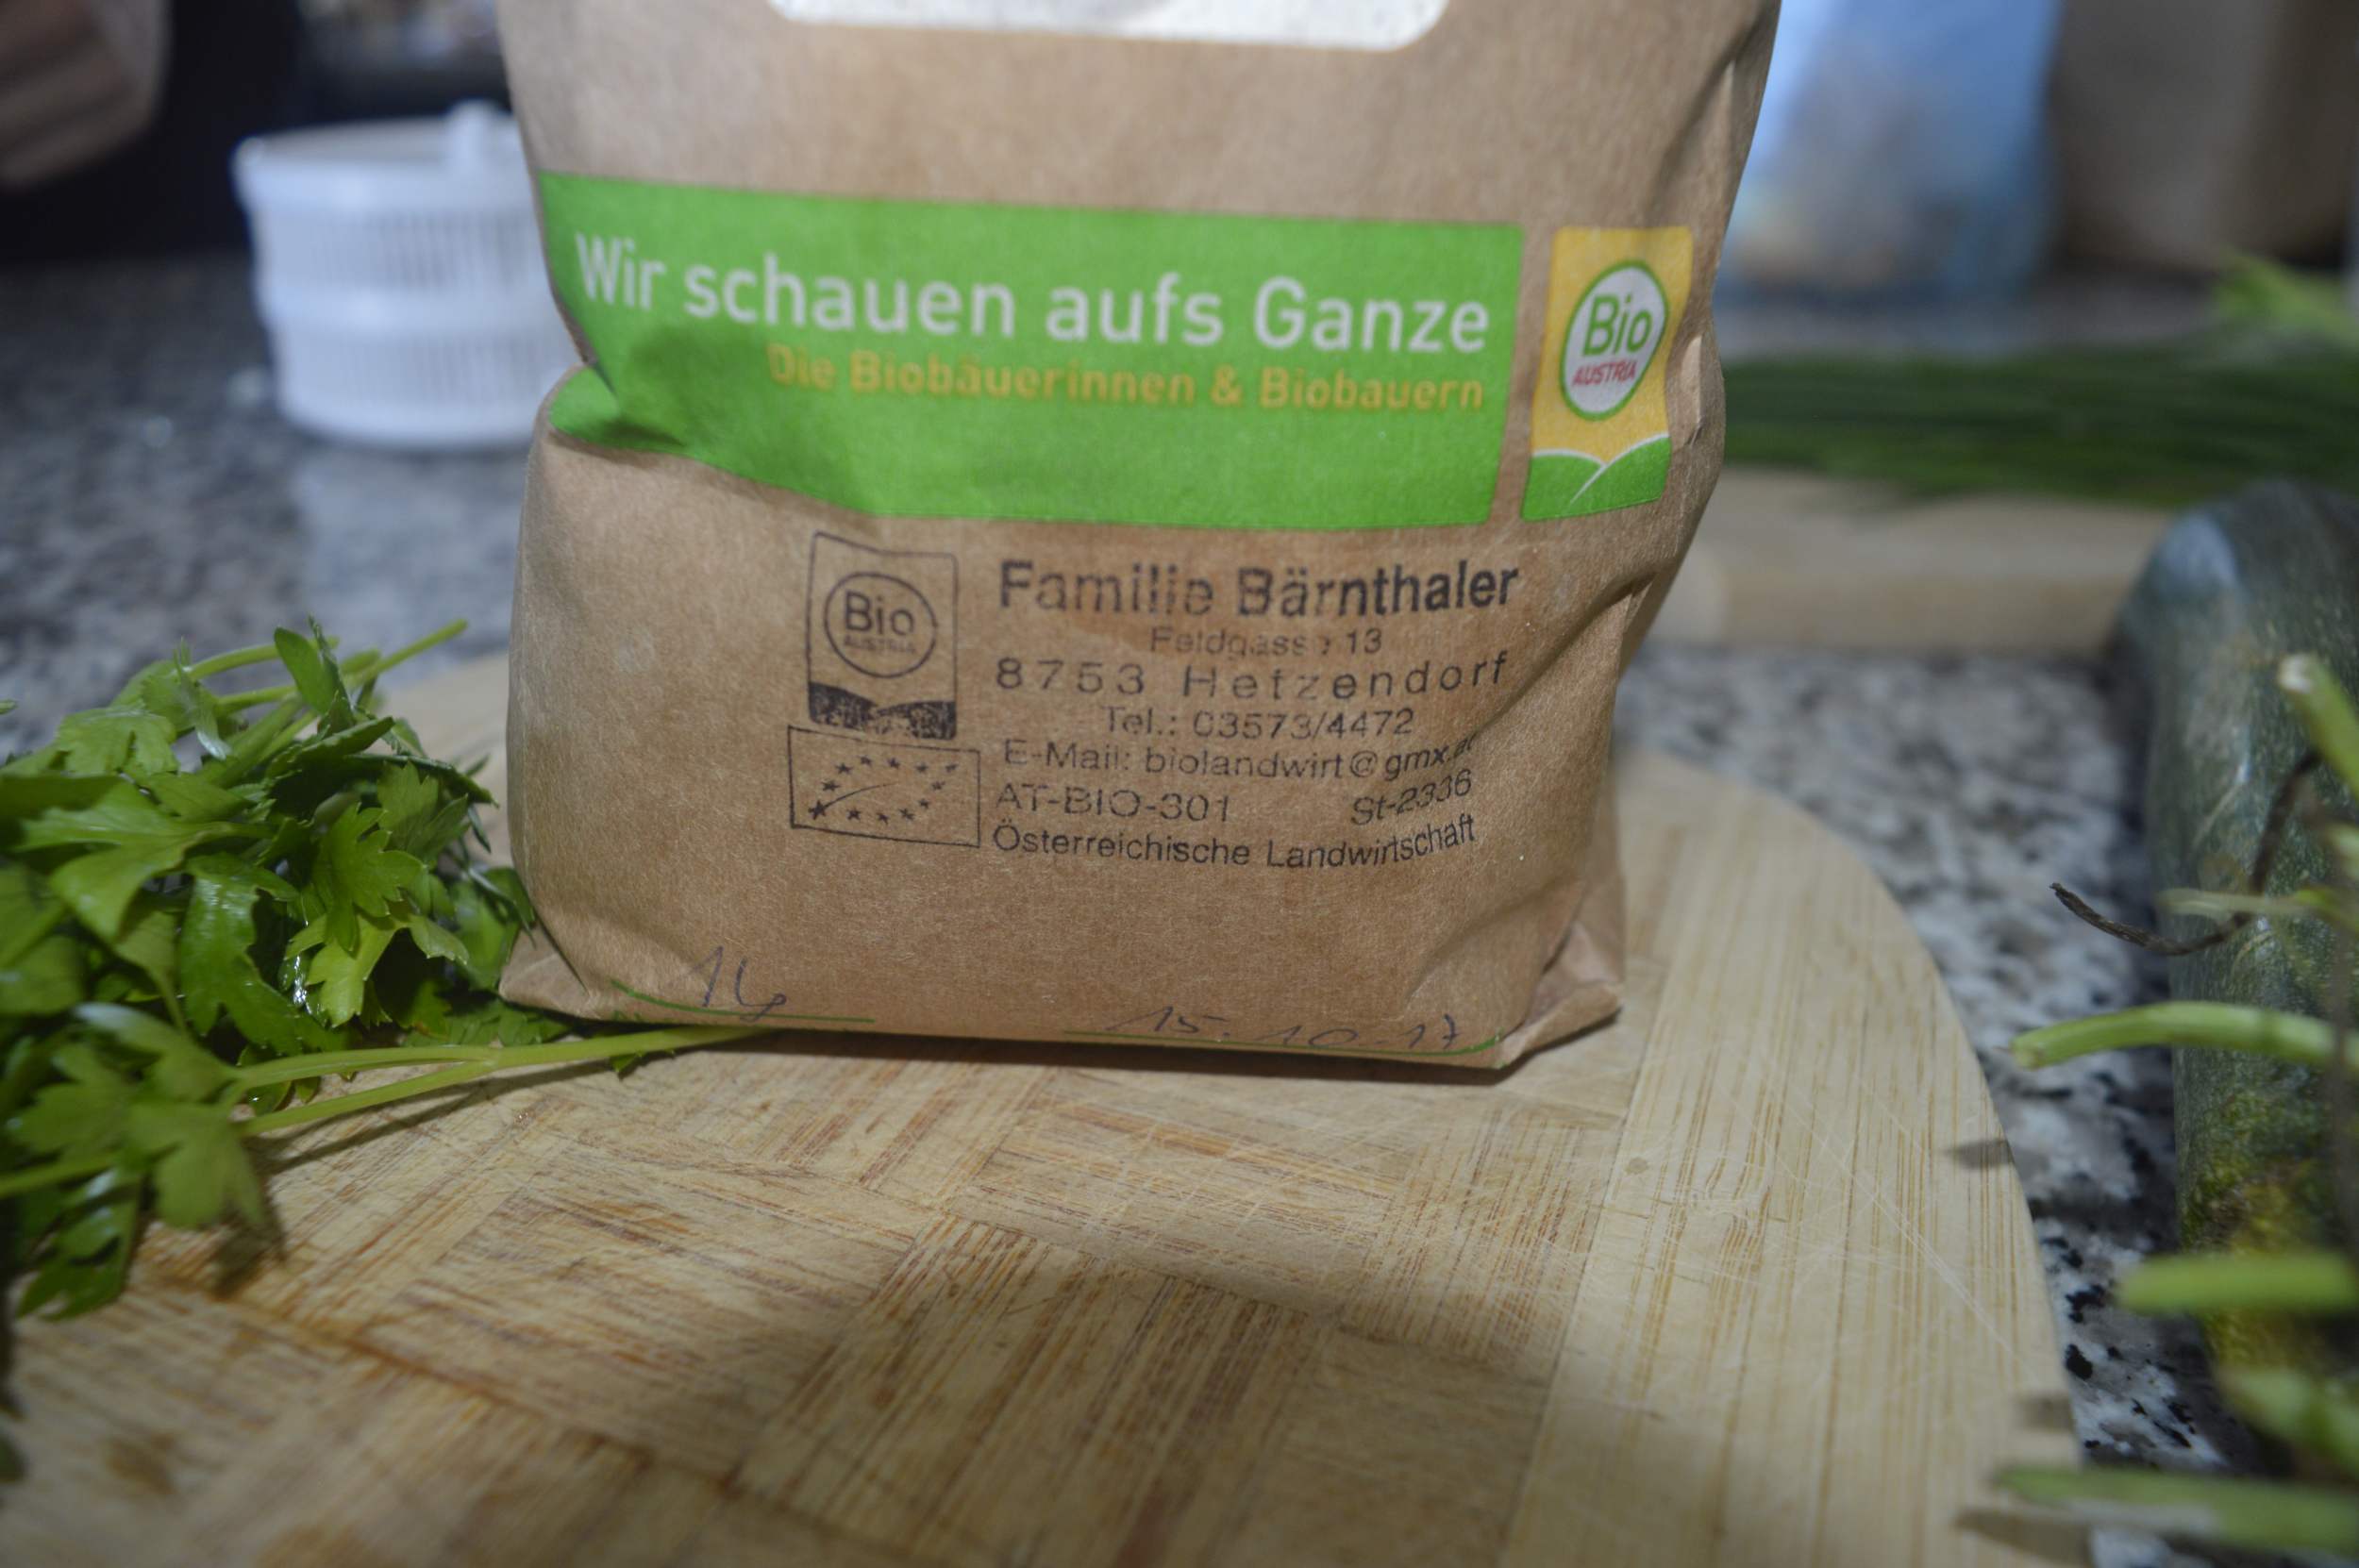 Wir schauen aufs Ganze
Die Biobäuerinnen & Biobauern
Bio
AUSTRIA
Bio
AUSTRIA
Familie Bärnthaler
Feldgasse 13
8753 Hetzendorf
Tel.: 03573/4472
E-Mail: biolandwirt@gmx.at
AT-BIO-301 St-2336
Österreichische Landwirtschaft
15.10.17